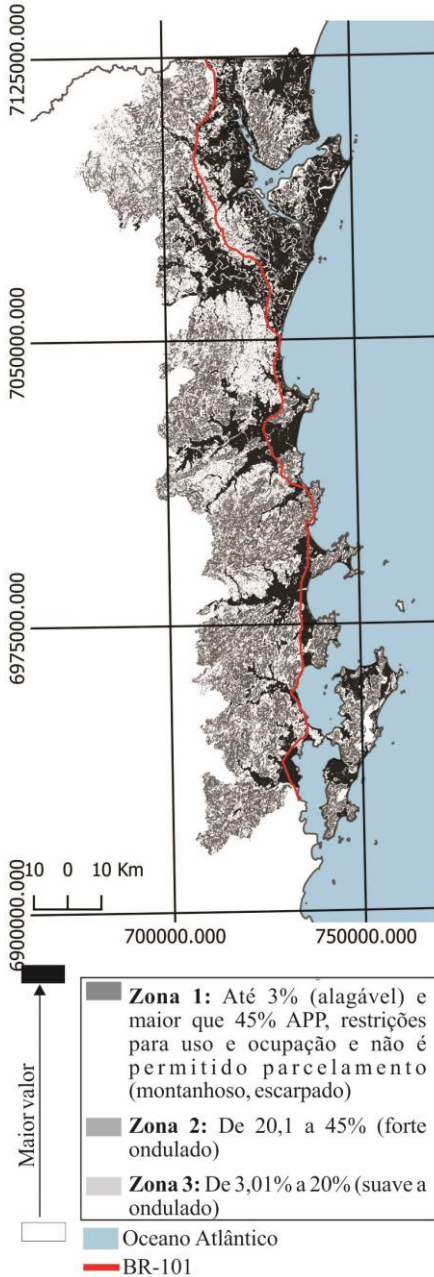 7125000.000
7050000.000
6975000.000
6900000.000
10 0 10 Km
700000.000 750000.000
Maior valor
Zona 1: Até 3% (alagável) e
maior que 45% APP, restrições
para uso e ocupação e não é
permitido parcelamento
(montanhoso, escarpado)
Zona 2: De 20,1 a 45% (forte
ondulado)
Zona 3: De 3,01% a 20% (suave a
ondulado)
Oceano Atlântico
BR-101